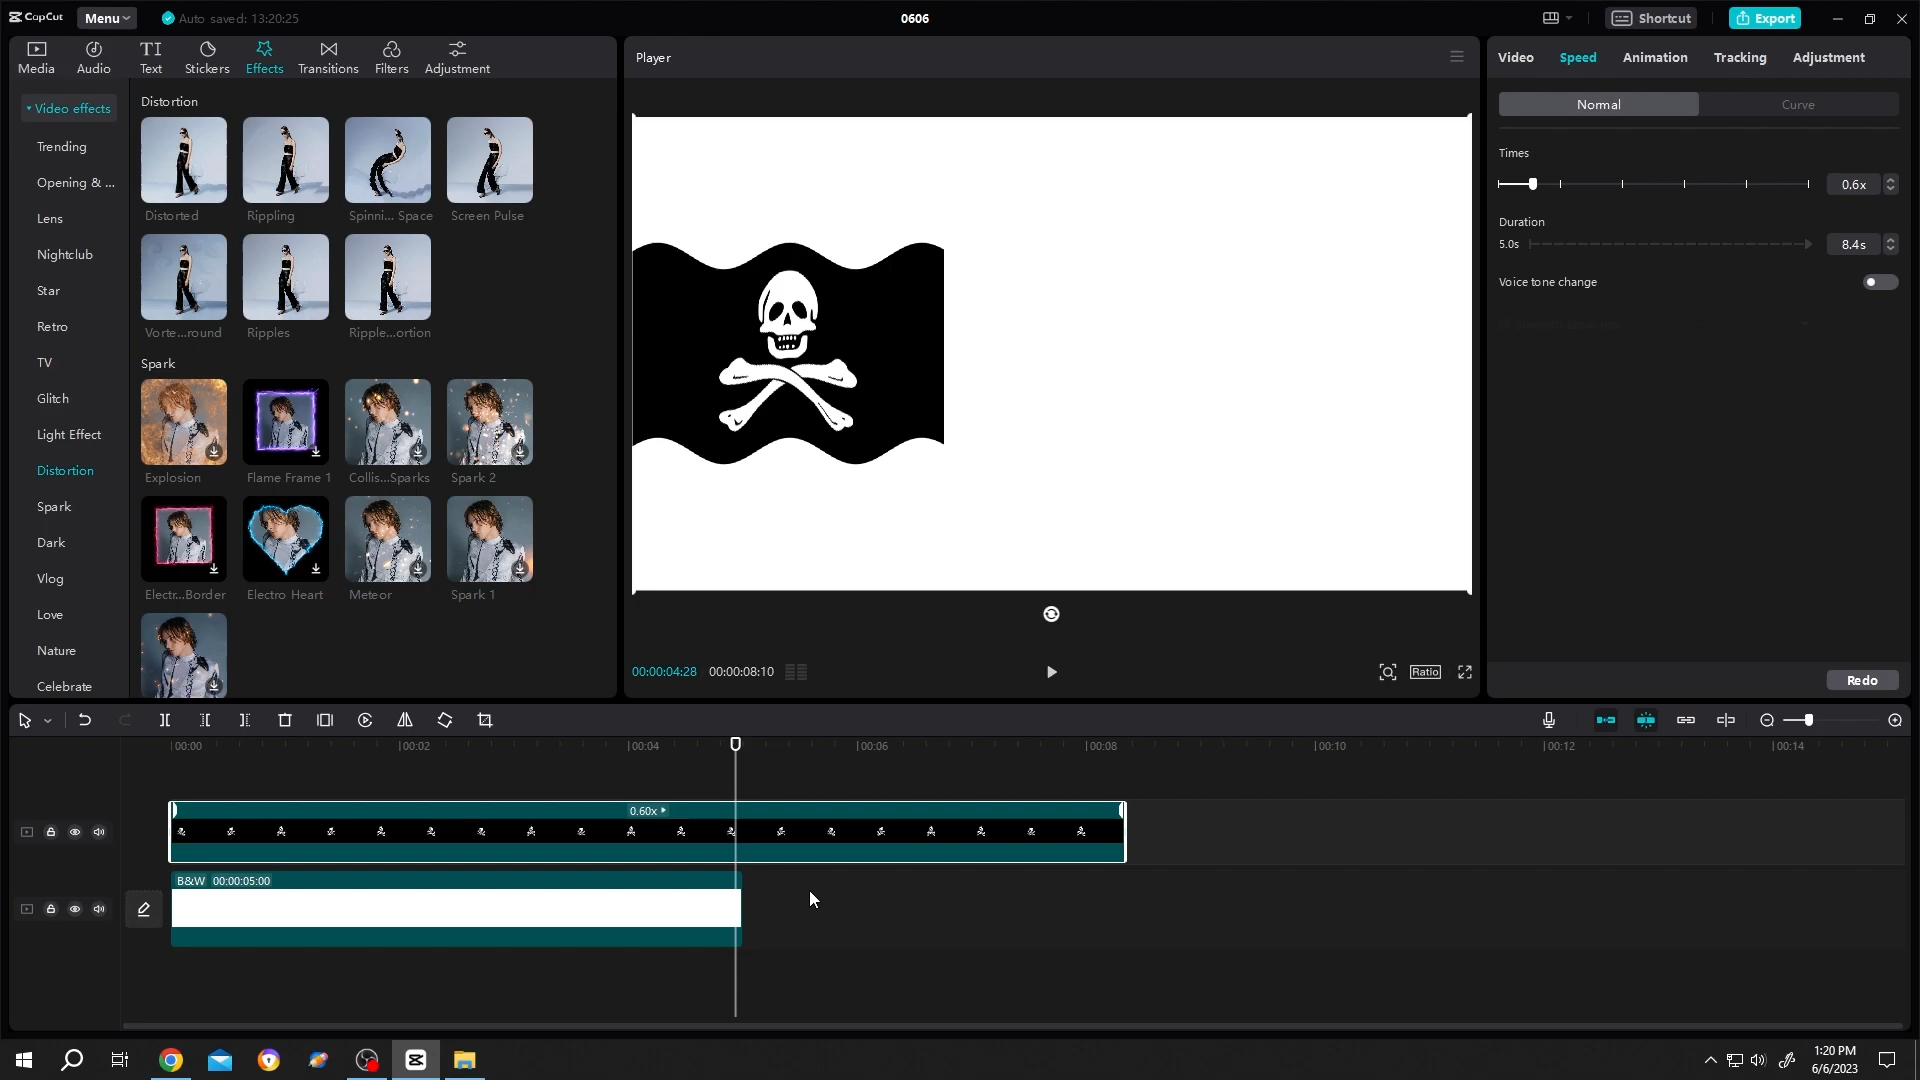 CapCut
Menu
Auto saved: 13:20:25
0606
Shortcut
Export
Media
Audio
TI
Text
Stickers
Effects
Transitions
Filters
Adjustment
Player
Video
Speed
Animation
Tracking
Adjustment
Video effects
Trending
Opening & ...
Lens
Nightclub
Star
Retro
TV
Glitch
Light Effect
Distortion
Spark
Dark
Vlog
Love
Nature
Celebrate
Distortion
Distorted
Rippling
Spinni... Space
Screen Pulse
Vorte...round
Ripples
Ripple...ortion
Spark
Explosion
Flame Frame 1
Collis...Sparks
Spark 2
Electr...Border
Electro Heart
Meteor
Spark 1
00:00:04:28
00:00:08:10
Ratio
Normal
Curve
Times
0.6x
Duration
5.0s
8.4s
Voice tone change
Redo
00:00
00:02
00:04
00:06
00:08
00:10
00:12
00:14
0.60x
B&W 00:00:05:00
1:20 PM
6/6/2023